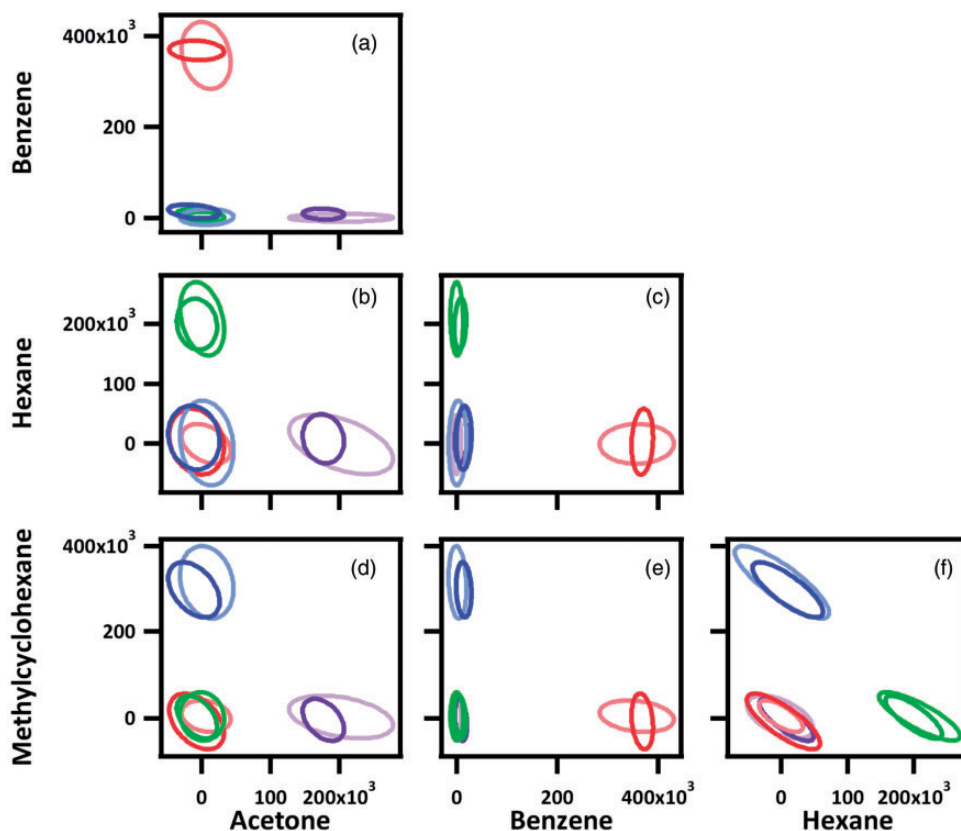 Benzene
400x10³
200
0
(a)
Hexane
200x10³
100
0
(b)
(c)
Methylcyclohexane
400x10³
200
0
(d)
(e)
(f)
0 100 200x10³
0 400x10³
0 100 200x10³
Acetone Benzene Hexane